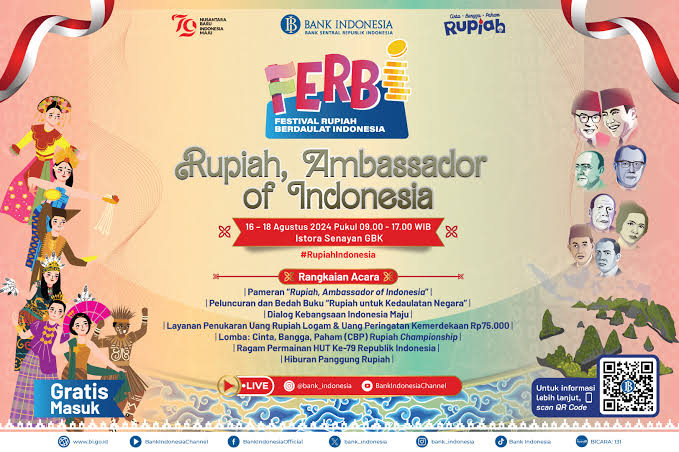 79 NUSANTARA
BARU
INDONESIA
MAJU
BANK INDONESIA
BANK SENTRAL REPUBLIK INDONESIA
Cinta - Bangga - Paham
Rupiah
FERBI
FESTIVAL RUPIAH
BERDAULAT INDONESIA
Rupiah, Ambassador
of Indonesia
16 – 18 Agustus 2024 Pukul 09.00 - 17.00 WIB
Istora Senayan GBK
#RupiahIndonesia
Rangkaian Acara
| Pameran "Rupiah, Ambassador of Indonesia" |
| Peluncuran dan Bedah Buku "Rupiah untuk Kedaulatan Negara" |
| Dialog Kebangsaan Indonesia Maju |
| Layanan Penukaran Uang Rupiah Logam & Uang Peringatan Kemerdekaan Rp75.000 |
| Lomba: Cinta, Bangga, Paham (CBP) Rupiah Championship |
| Ragam Permainan HUT Ke-79 Republik Indonesia |
| Hiburan Panggung Rupiah |
LIVE @bank_indonesia BankIndonesiaChannel
Gratis
Masuk
Untuk informasi
lebih lanjut,
scan QR Code
www.bi.go.id BankIndonesiaChannel BankIndonesiaOfficial bank_indonesia bank_indonesia Bank Indonesia BICARA: 131